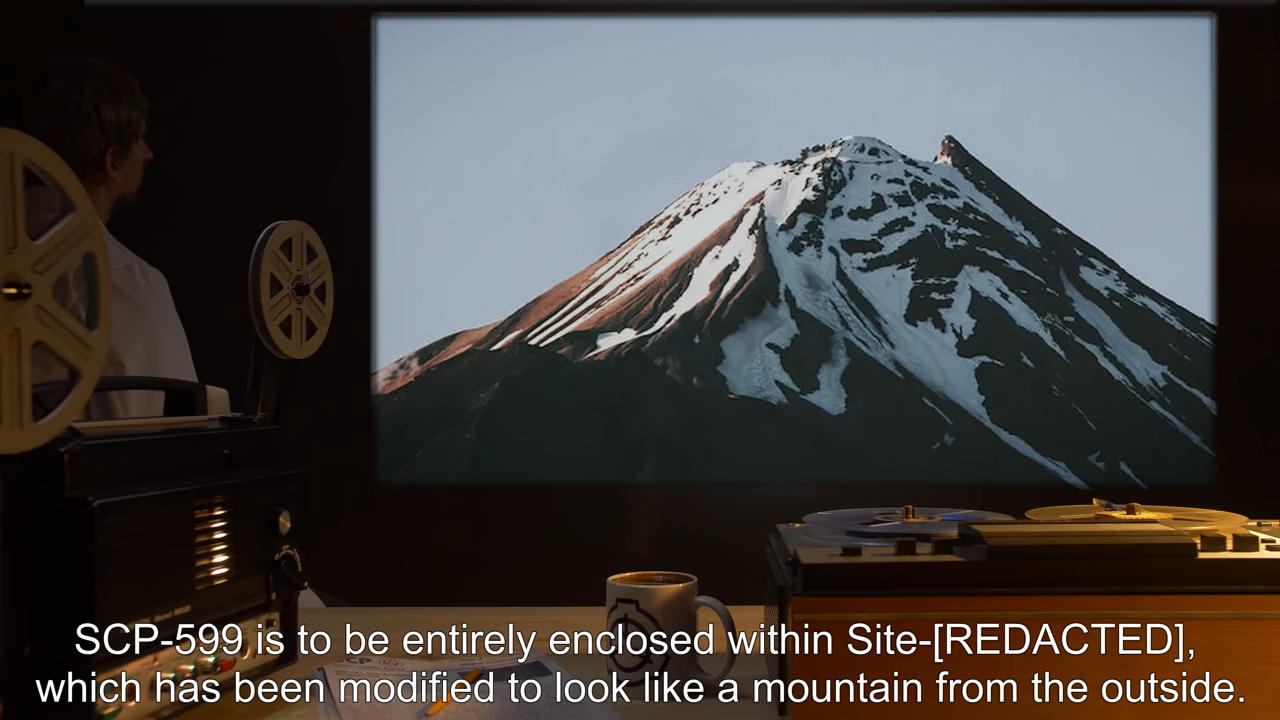 SCP-599 is to be entirely enclosed within Site-[REDACTED],
which has been modified to look like a mountain from the outside.